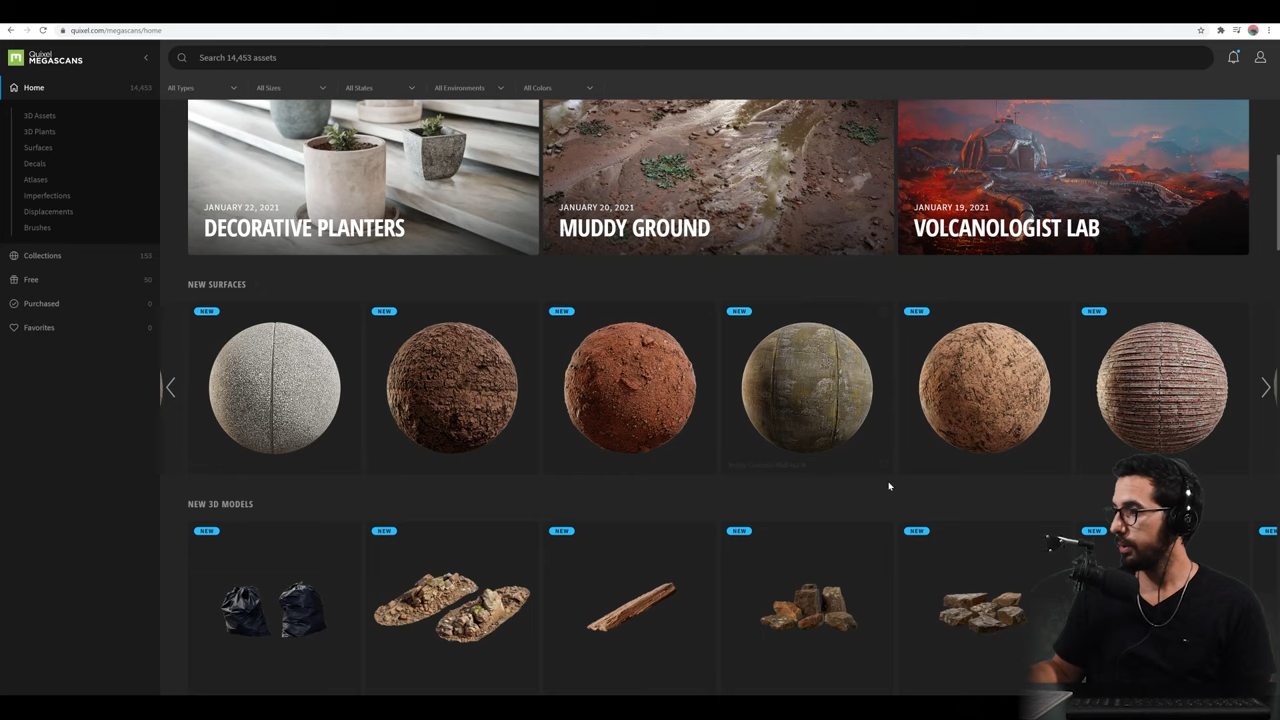 quixel.com/megascans/home
Quixel
MEGASCANS
Search 14,453 assets
Home 14,453
All Types
All Sizes
All States
All Environments
All Colors
3D Assets
3D Plants
Surfaces
Decals
Atlases
Imperfections
Displacements
Brushes
Collections 153
Free 50
Purchased 0
Favorites 0
JANUARY 22, 2021
DECORATIVE PLANTERS
JANUARY 20, 2021
MUDDY GROUND
JANUARY 19, 2021
VOLCANOLOGIST LAB
NEW SURFACES
NEW
NEW
NEW
NEW
NEW
NEW
NEW 3D MODELS
NEW
NEW
NEW
NEW
NEW
NEW